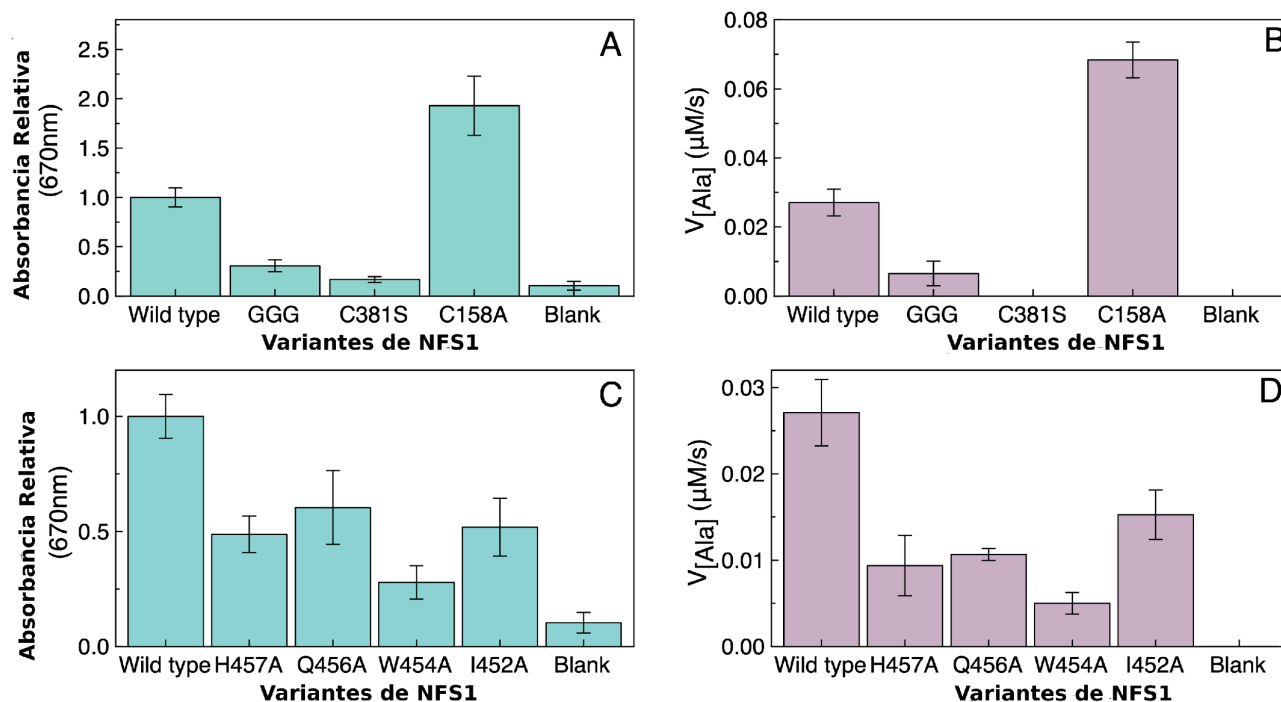 A
Absorbancia Relativa
(670nm)
2.5
2.0
1.5
1.0
0.5
0.0
Wild type GGG C381S C158A Blank
Variantes de NFS1
B
V[Ala] (µM/s)
0.08
0.06
0.04
0.02
0.00
Wild type GGG C381S C158A Blank
Variantes de NFS1
C
Absorbancia Relativa
(670nm)
1.0
0.5
0.0
Wild type H457A Q456A W454A I452A Blank
Variantes de NFS1
D
V[Ala] (µM/s)
0.03
0.02
0.01
0.00
Wild type H457A Q456A W454A I452A Blank
Variantes de NFS1